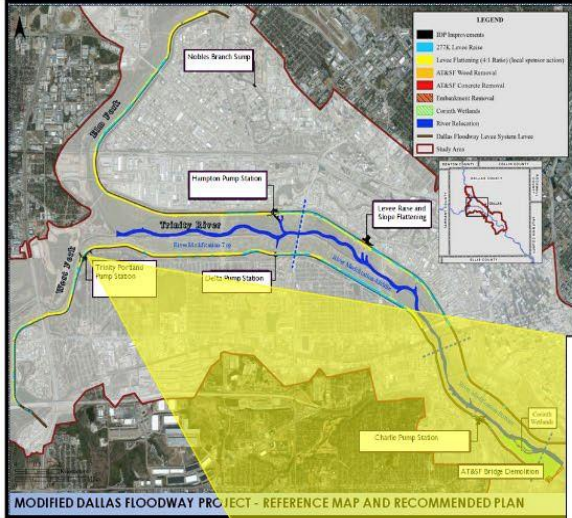 LEGEND
IDP Improvements
277K Levee Raise
Levee Flattening (4:1 Ratio) (local sponsor action)
AT&SF Wood Removal
AT&SF Concrete Removal
Embankment Removal
Corinth Wetlands
River Relocation
Dallas Floodway Levee System Levee
Study Area
DALLAS
Nobles Branch Sump
Elm Fork
Hampton Pump Station
Levee Raise and
Slope Flattening
Trinity River
West Fork
Trinity Portland
Pump Station
Delta Pump Station
Charlie Pump Station
Corinth
Wetlands
AT&SF Bridge Demolition
MODIFIED DALLAS FLOODWAY PROJECT - REFERENCE MAP AND RECOMMENDED PLAN